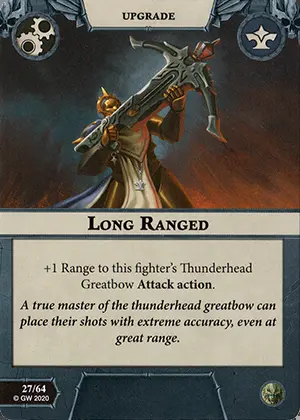 UPGRADE
LONG RANGED
+1 Range to this fighter's Thunderhead
Greatbow Attack action.
A true master of the thunderhead greatbow can
place their shots with extreme accuracy, even at
great range.
27/64
© GW 2020